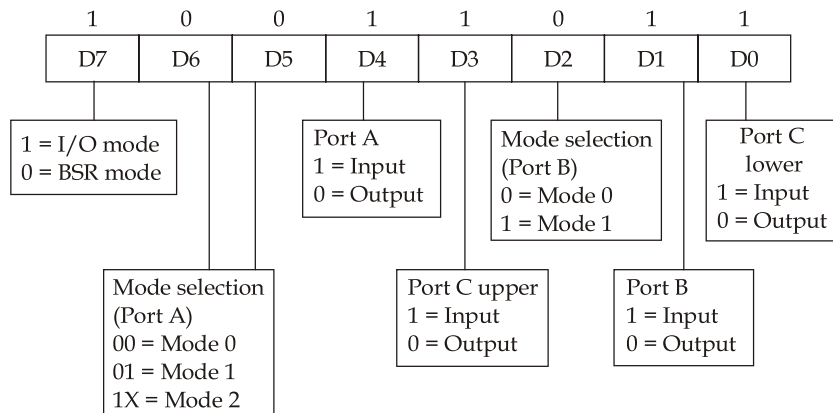 1 0 0 1 1 0 1 1
D7 D6 D5 D4 D3 D2 D1 D0
1 = I/O mode
0 = BSR mode
Port A
1 = Input
0 = Output
Mode selection
(Port B)
0 = Mode 0
1 = Mode 1
Port C
lower
1 = Input
0 = Output
Mode selection
(Port A)
00 = Mode 0
01 = Mode 1
1X = Mode 2
Port C upper
1 = Input
0 = Output
Port B
1 = Input
0 = Output